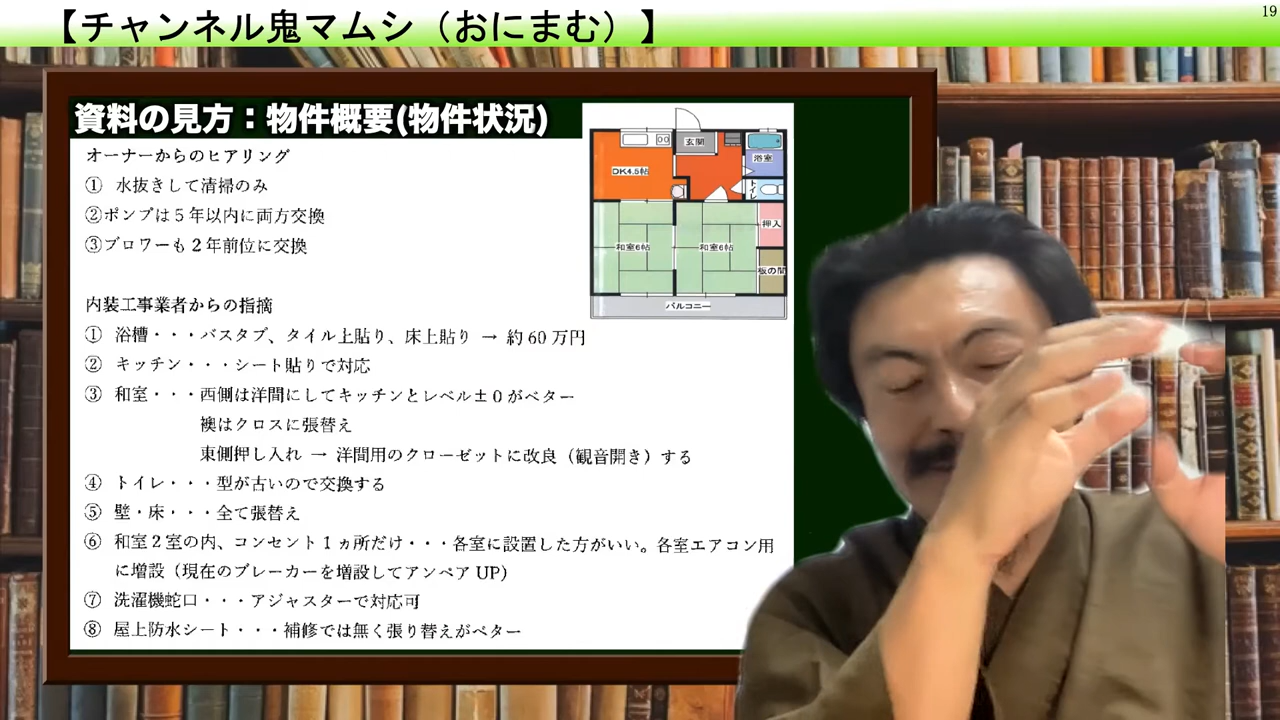 【チャンネル鬼マムシ（おにまむ）】
19
資料の見方：物件概要(物件状況)
オーナーからのヒアリング
① 水抜きして清掃のみ
②ポンプは５年以内に両方交換
③ブロワーも２年前位に交換
内装工事業者からの指摘
① 浴槽・・・バスタブ、タイル上貼り、床上貼り → 約 60 万円
② キッチン・・・シート貼りで対応
③ 和室・・・西側は洋間にしてキッチンとレベル±０がベター
襖はクロスに張替え
東側押し入れ → 洋間用のクローゼットに改良（観音開き）する
④ トイレ・・・型が古いので交換する
⑤ 壁・床・・・全て張替え
⑥ 和室２室の内、コンセント１ヵ所だけ・・・各室に設置した方がいい。各室エアコン用
に増設（現在のブレーカーを増設してアンペア UP）
⑦ 洗濯機蛇口・・・アジャスターで対応可
⑧ 屋上防水シート・・・補修では無く張り替えがベター
玄関
浴室
DK4.5帖
トイレ
押入
和室6帖
和室6帖
板の間
バルコニー